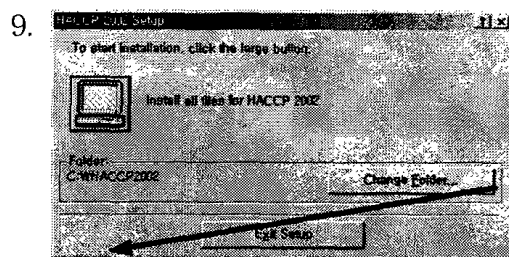 9.
HACCP 2002 Setup
To start installation, click the large button.
Install all files for HACCP 2002
Folder:
C:\HACCP2002
Change Folder...
Exit Setup